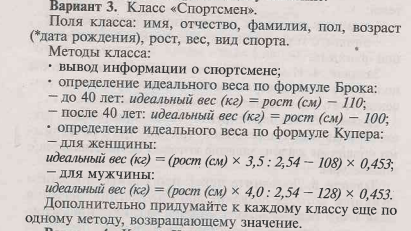 Вариант 3. Класс «Спортсмен».
Поля класса: имя, отчество, фамилия, пол, возраст
(*дата рождения), рост, вес, вид спорта.
Методы класса:
• вывод информации о спортсмене;
• определение идеального веса по формуле Брока:
– до 40 лет: идеальный вес (кг) = рост (см) – 110;
– после 40 лет: идеальный вес (кг) = рост (см) – 100;
• определение идеального веса по формуле Купера:
– для женщины:
идеальный вес (кг) = (рост (см) × 3,5 : 2,54 – 108) × 0,453;
– для мужчины:
идеальный вес (кг) = (рост (см) × 4,0 : 2,54 – 128) × 0,453.
Дополнительно придумайте к каждому классу еще по
одному методу, возвращающему значение.